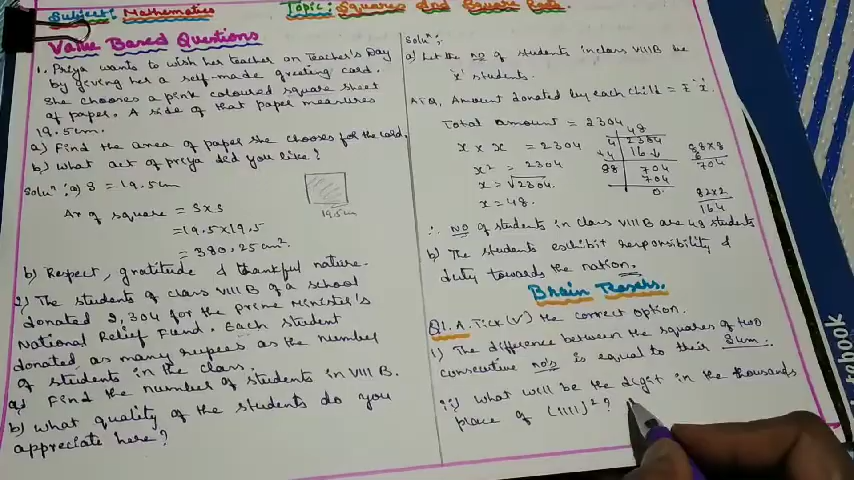 Subject: Mathematics
Topic: Squares and Square Roots.
Value Based Questions
1. Priya wants to wish her teacher on Teacher's Day
by giving her a self-made greeting card.
She chooses a pink coloured square sheet
of paper. A side of that paper measures
19.5cm.
a) Find the area of paper she chooses for the card.
b) What act of priya did you like?
Soluⁿ: a) S = 19.5cm
Ar of square = S×S
= 19.5×19.5
= 380.25cm².
19.5cm
b) Respect, gratitude & thankful nature.
2) The students of class VIII B of a school
donated 2,304 for the prime Minister's
National Relief Fund. Each student
donated as many rupees as the number
of students in the class.
a) Find the number of students in VIII B.
b) What quality of the students do you
appreciate here?
Soluⁿ:
a) Let the no of students in class VIII B be
'x' students.
ATQ, Amount donated by each child = ₹ 'x'.
Total amount = 2304
x × x = 2304
x² = 2304
x = √2304.
x = 48.
48
4 2304
+4 16↓
88 704
704
0.
88×8
704
82×2
164
∴ no of students in class VIII B are 48 students
b) The students exhibit responsibility &
duty towards the nation.
Brain Teasers.
Q1.A. Tick (√) the correct option.
i) The difference between the squares of two
consecutive no's is equal to their Sum.
ii) What will be the digit in the thousands
place of (1111)²?